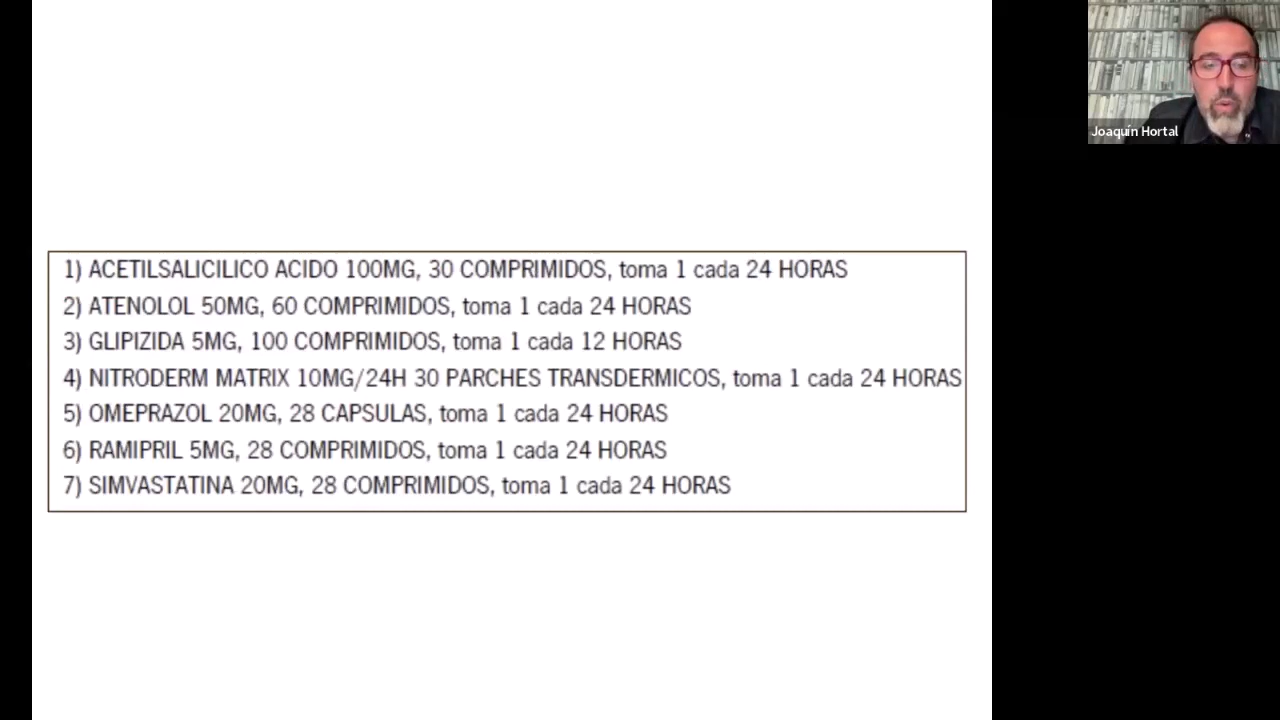 1) ACETILSALICILICO ACIDO 100MG, 30 COMPRIMIDOS, toma 1 cada 24 HORAS
2) ATENOLOL 50MG, 60 COMPRIMIDOS, toma 1 cada 24 HORAS
3) GLIPIZIDA 5MG, 100 COMPRIMIDOS, toma 1 cada 12 HORAS
4) NITRODERM MATRIX 10MG/24H 30 PARCHES TRANSDERMICOS, toma 1 cada 24 HORAS
5) OMEPRAZOL 20MG, 28 CAPSULAS, toma 1 cada 24 HORAS
6) RAMIPRIL 5MG, 28 COMPRIMIDOS, toma 1 cada 24 HORAS
7) SIMVASTATINA 20MG, 28 COMPRIMIDOS, toma 1 cada 24 HORAS
Joaquín Hortal